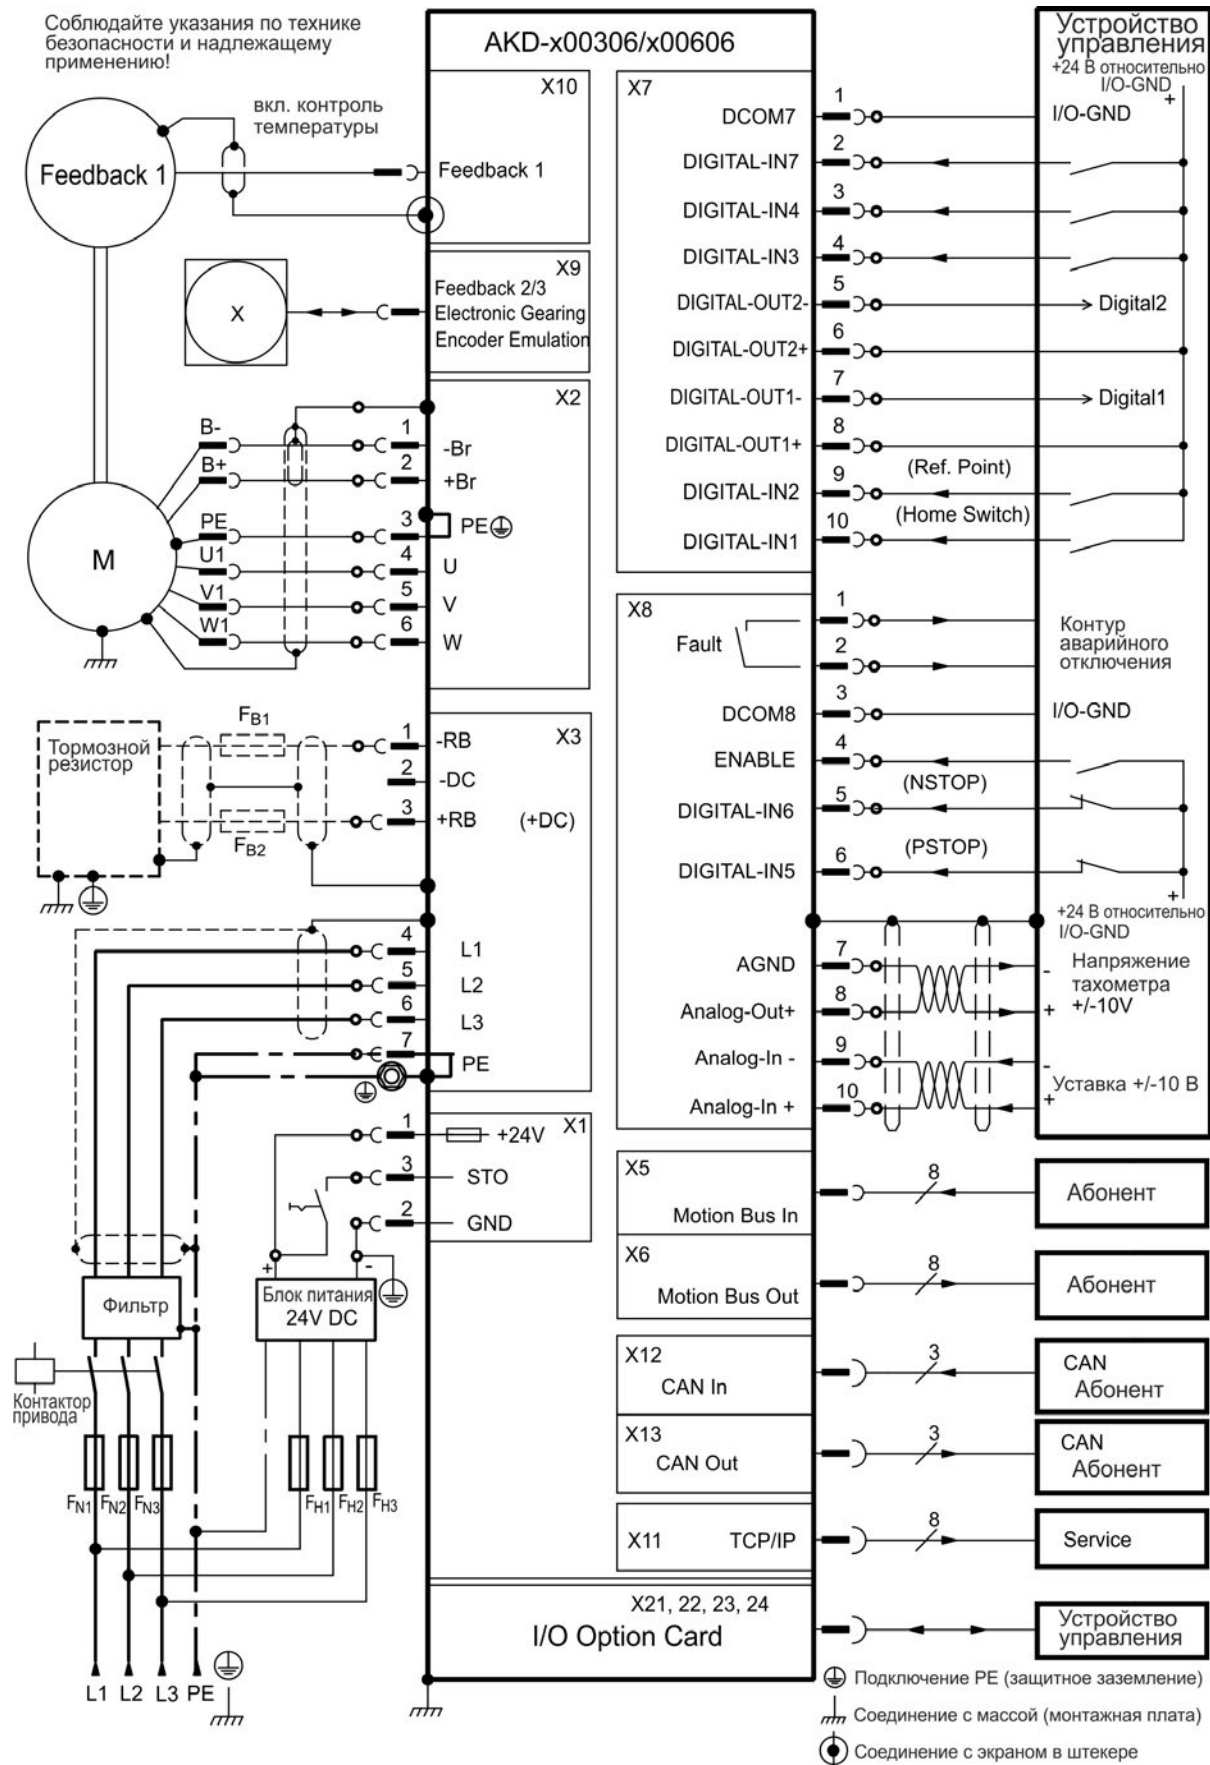 Соблюдайте указания по технике
безопасности и надлежащему
применению!
AKD-x00306/x00606
Feedback 1
вкл. контроль
температуры
X10
Feedback 1
X
X9
Feedback 2/3
Electronic Gearing
Encoder Emulation
X2
M
B-
1
-Br
B+
2
+Br
PE
3
PE
U1
4
U
V1
5
V
W1
6
W
Тормозной
резистор
FB1
FB2
X3
1
-RB
2
-DC
3
+RB
(+DC)
4
L1
5
L2
6
L3
7
PE
X1
1
+24V
3
STO
2
GND
+
-
Блок питания
24V DC
Фильтр
Контактор
привода
FN1
FN2
FN3
FH1
FH2
FH3
L1
L2
L3
PE
X7
DCOM7
1
DIGITAL-IN7
2
DIGITAL-IN4
3
DIGITAL-IN3
4
DIGITAL-OUT2-
5
DIGITAL-OUT2+
6
DIGITAL-OUT1-
7
DIGITAL-OUT1+
8
DIGITAL-IN2
9
(Ref. Point)
DIGITAL-IN1
10
(Home Switch)
Устройство
управления
+24 В относительно
I/O-GND
+
I/O-GND
Digital2
Digital1
X8
Fault
1
2
Контур
аварийного
отключения
DCOM8
3
I/O-GND
ENABLE
4
DIGITAL-IN6
5
(NSTOP)
DIGITAL-IN5
6
(PSTOP)
+
+24 В относительно
I/O-GND
AGND
7
-
Напряжение
тахометра
+/-10V
Analog-Out+
8
+
Analog-In -
9
-
Уставка +/-10 В
Analog-In +
10
+
X5
Motion Bus In
8
Абонент
X6
Motion Bus Out
8
Абонент
X12
CAN In
3
CAN
Абонент
X13
CAN Out
3
CAN
Абонент
X11
TCP/IP
8
Service
X21, 22, 23, 24
I/O Option Card
Устройство
управления
Подключение PE (защитное заземление)
Соединение с массой (монтажная плата)
Соединение с экраном в штекере